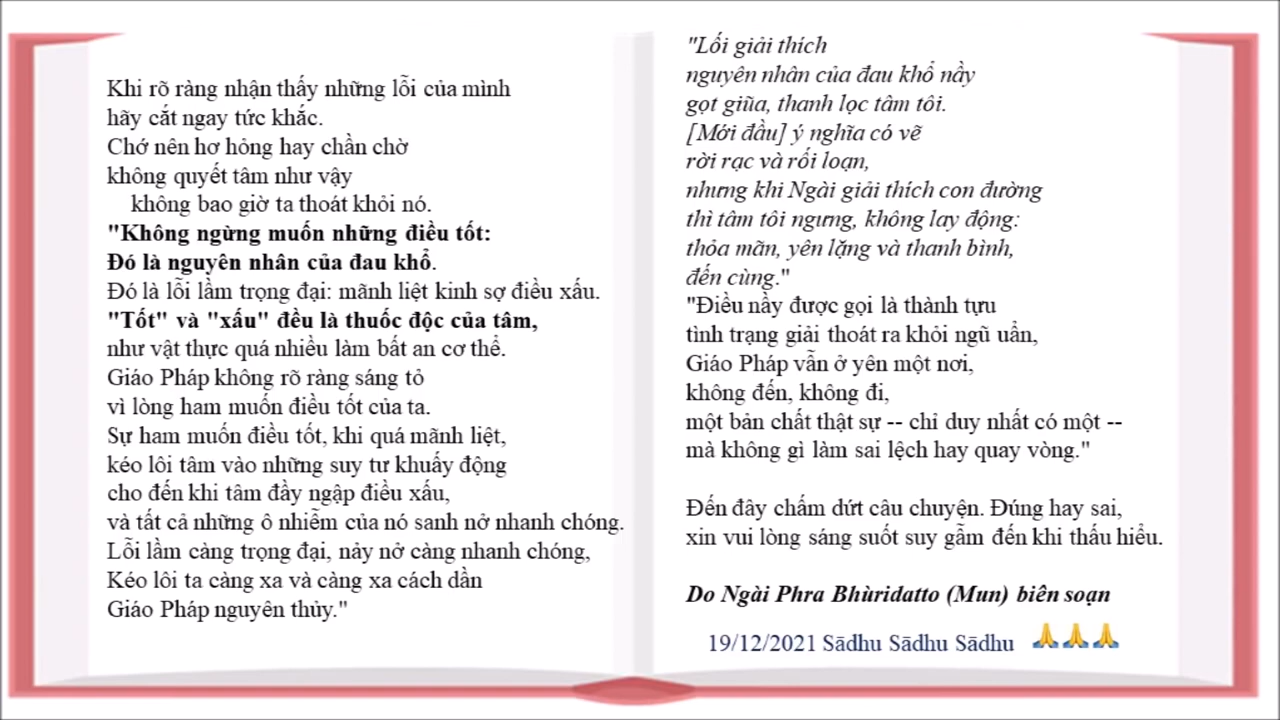 Khi rõ ràng nhận thấy những lỗi của mình
hãy cắt ngay tức khắc.
Chớ nên hơ hỏng hay chần chờ
không quyết tâm như vậy
không bao giờ ta thoát khỏi nó.
"Không ngừng muốn những điều tốt:
Đó là nguyên nhân của đau khổ.
Đó là lỗi lầm trọng đại: mãnh liệt kinh sợ điều xấu.
"Tốt" và "xấu" đều là thuốc độc của tâm,
như vật thực quá nhiều làm bất an cơ thể.
Giáo Pháp không rõ ràng sáng tỏ
vì lòng ham muốn điều tốt của ta.
Sự ham muốn điều tốt, khi quá mãnh liệt,
kéo lôi tâm vào những suy tư khuấy động
cho đến khi tâm đầy ngập điều xấu,
và tất cả những ô nhiễm của nó sanh nở nhanh chóng.
Lỗi lầm càng trọng đại, nảy nở càng nhanh chóng,
Kéo lôi ta càng xa và càng xa cách dần
Giáo Pháp nguyên thủy."
"Lối giải thích
nguyên nhân của đau khổ nầy
gọt giũa, thanh lọc tâm tôi.
[Mới đầu] ý nghĩa có vẽ
rời rạc và rối loạn,
nhưng khi Ngài giải thích con đường
thì tâm tôi ngưng, không lay động:
thỏa mãn, yên lặng và thanh bình,
đến cùng."
"Điều nầy được gọi là thành tựu
tình trạng giải thoát ra khỏi ngũ uẩn,
Giáo Pháp vẫn ở yên một nơi,
không đến, không đi,
một bản chất thật sự -- chỉ duy nhất có một --
mà không gì làm sai lệch hay quay vòng."
Đến đây chấm dứt câu chuyện. Đúng hay sai,
xin vui lòng sáng suốt suy gẫm đến khi thấu hiểu.
Do Ngài Phra Bhùridatto (Mun) biên soạn
19/12/2021 Sādhu Sādhu Sādhu 🙏🙏🙏